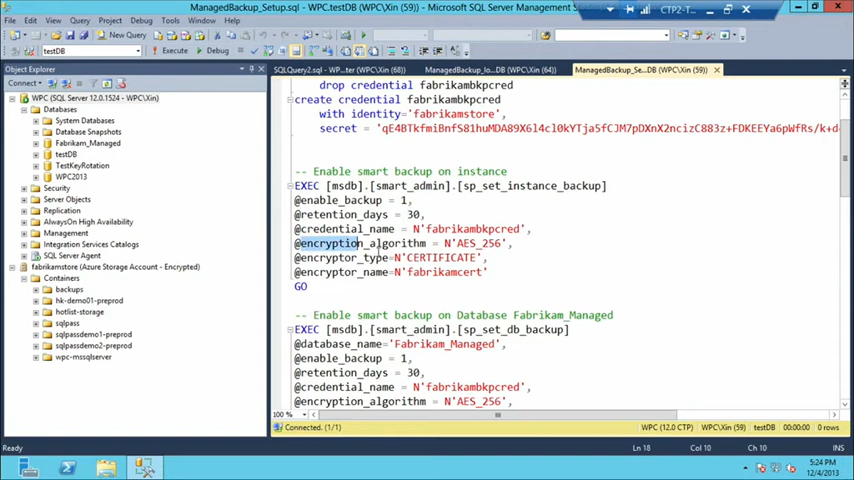 ManagedBackup_Setup.sql - WPC.testDB (WPC\Xin (59)) - Microsoft SQL Server
CTP2-T...
File Edit View Query Project Debug Tools Window Help
New Query
testDB
Execute Debug
Object Explorer
SQLQuery2.sql - WP...ter (WPC\Xin (68))
(WPC\Xin (64))
ManagedBackup_Se...DB (WPC\Xin (59))
Connect
WPC (SQL Server 12.0.1524 - WPC\Xin)
Databases
System Databases
Database Snapshots
Fabrikam_Managed
testDB
TestKeyRotation
WPC2013
Security
Server Objects
Replication
AlwaysOn High Availability
Management
Integration Services Catalogs
SQL Server Agent
fabrikamstore (Azure Storage Account - Encrypted)
Containers
backups
hk-demo01-preprod
hotlist-storage
sqlpass
sqlpassdemo1-preprod
sqlpassdemo2-preprod
wpc-mssqlserver
drop credential fabrikambkpcred
create credential fabrikambkpcred
with identity='fabrikamstore',
secret =
-- Enable smart backup on instance
EXEC [msdb].[smart_admin].[sp_set_instance_backup]
@enable_backup = 1,
@retention_days = 30,
@credential_name = N'fabrikambkpcred',
@encryption_algorithm = N'AES_256',
@encryptor_type=N'CERTIFICATE',
@encryptor_name=N'fabrikamcert'
GO
-- Enable smart backup on Database Fabrikam_Managed
EXEC [msdb].[smart_admin].[sp_set_db_backup]
@database_name='Fabrikam_Managed',
@enable_backup = 1,
@retention_days = 30,
@credential_name = N'fabrikambkpcred',
@encryption_algorithm = N'AES_256',
100 %
Connected. (1/1)
WPC (12.0 CTP) WPC\Xin (59) testDB 00:00:00 0 rows
Ready
Ln 18 Col 10 Ch 10 INS
5:24 PM
12/4/2013